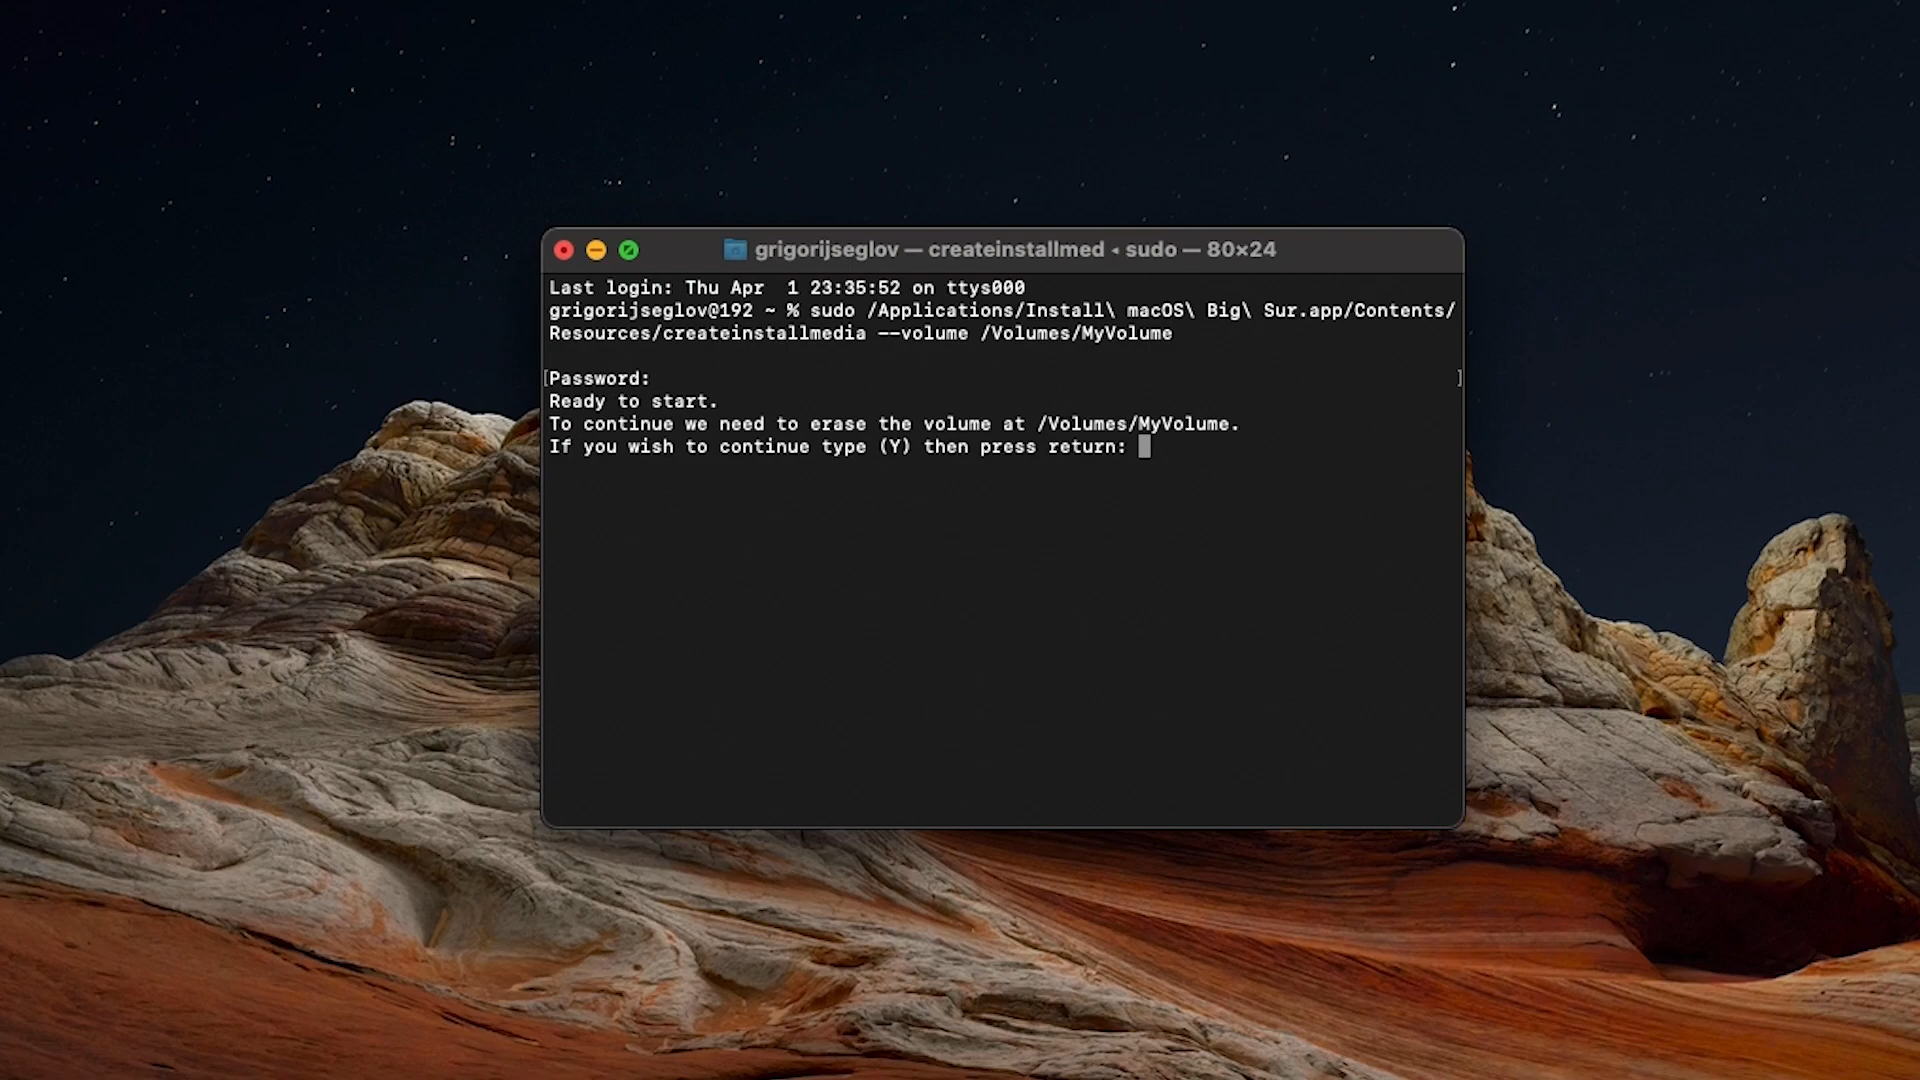 grigorijseglov — createinstallmed ◂ sudo — 80×24
Last login: Thu Apr  1 23:35:52 on ttys000
grigorijseglov@192 ~ % sudo /Applications/Install\ macOS\ Big\ Sur.app/Contents/
Resources/createinstallmedia --volume /Volumes/MyVolume
[Password:]
Ready to start.
To continue we need to erase the volume at /Volumes/MyVolume.
If you wish to continue type (Y) then press return: